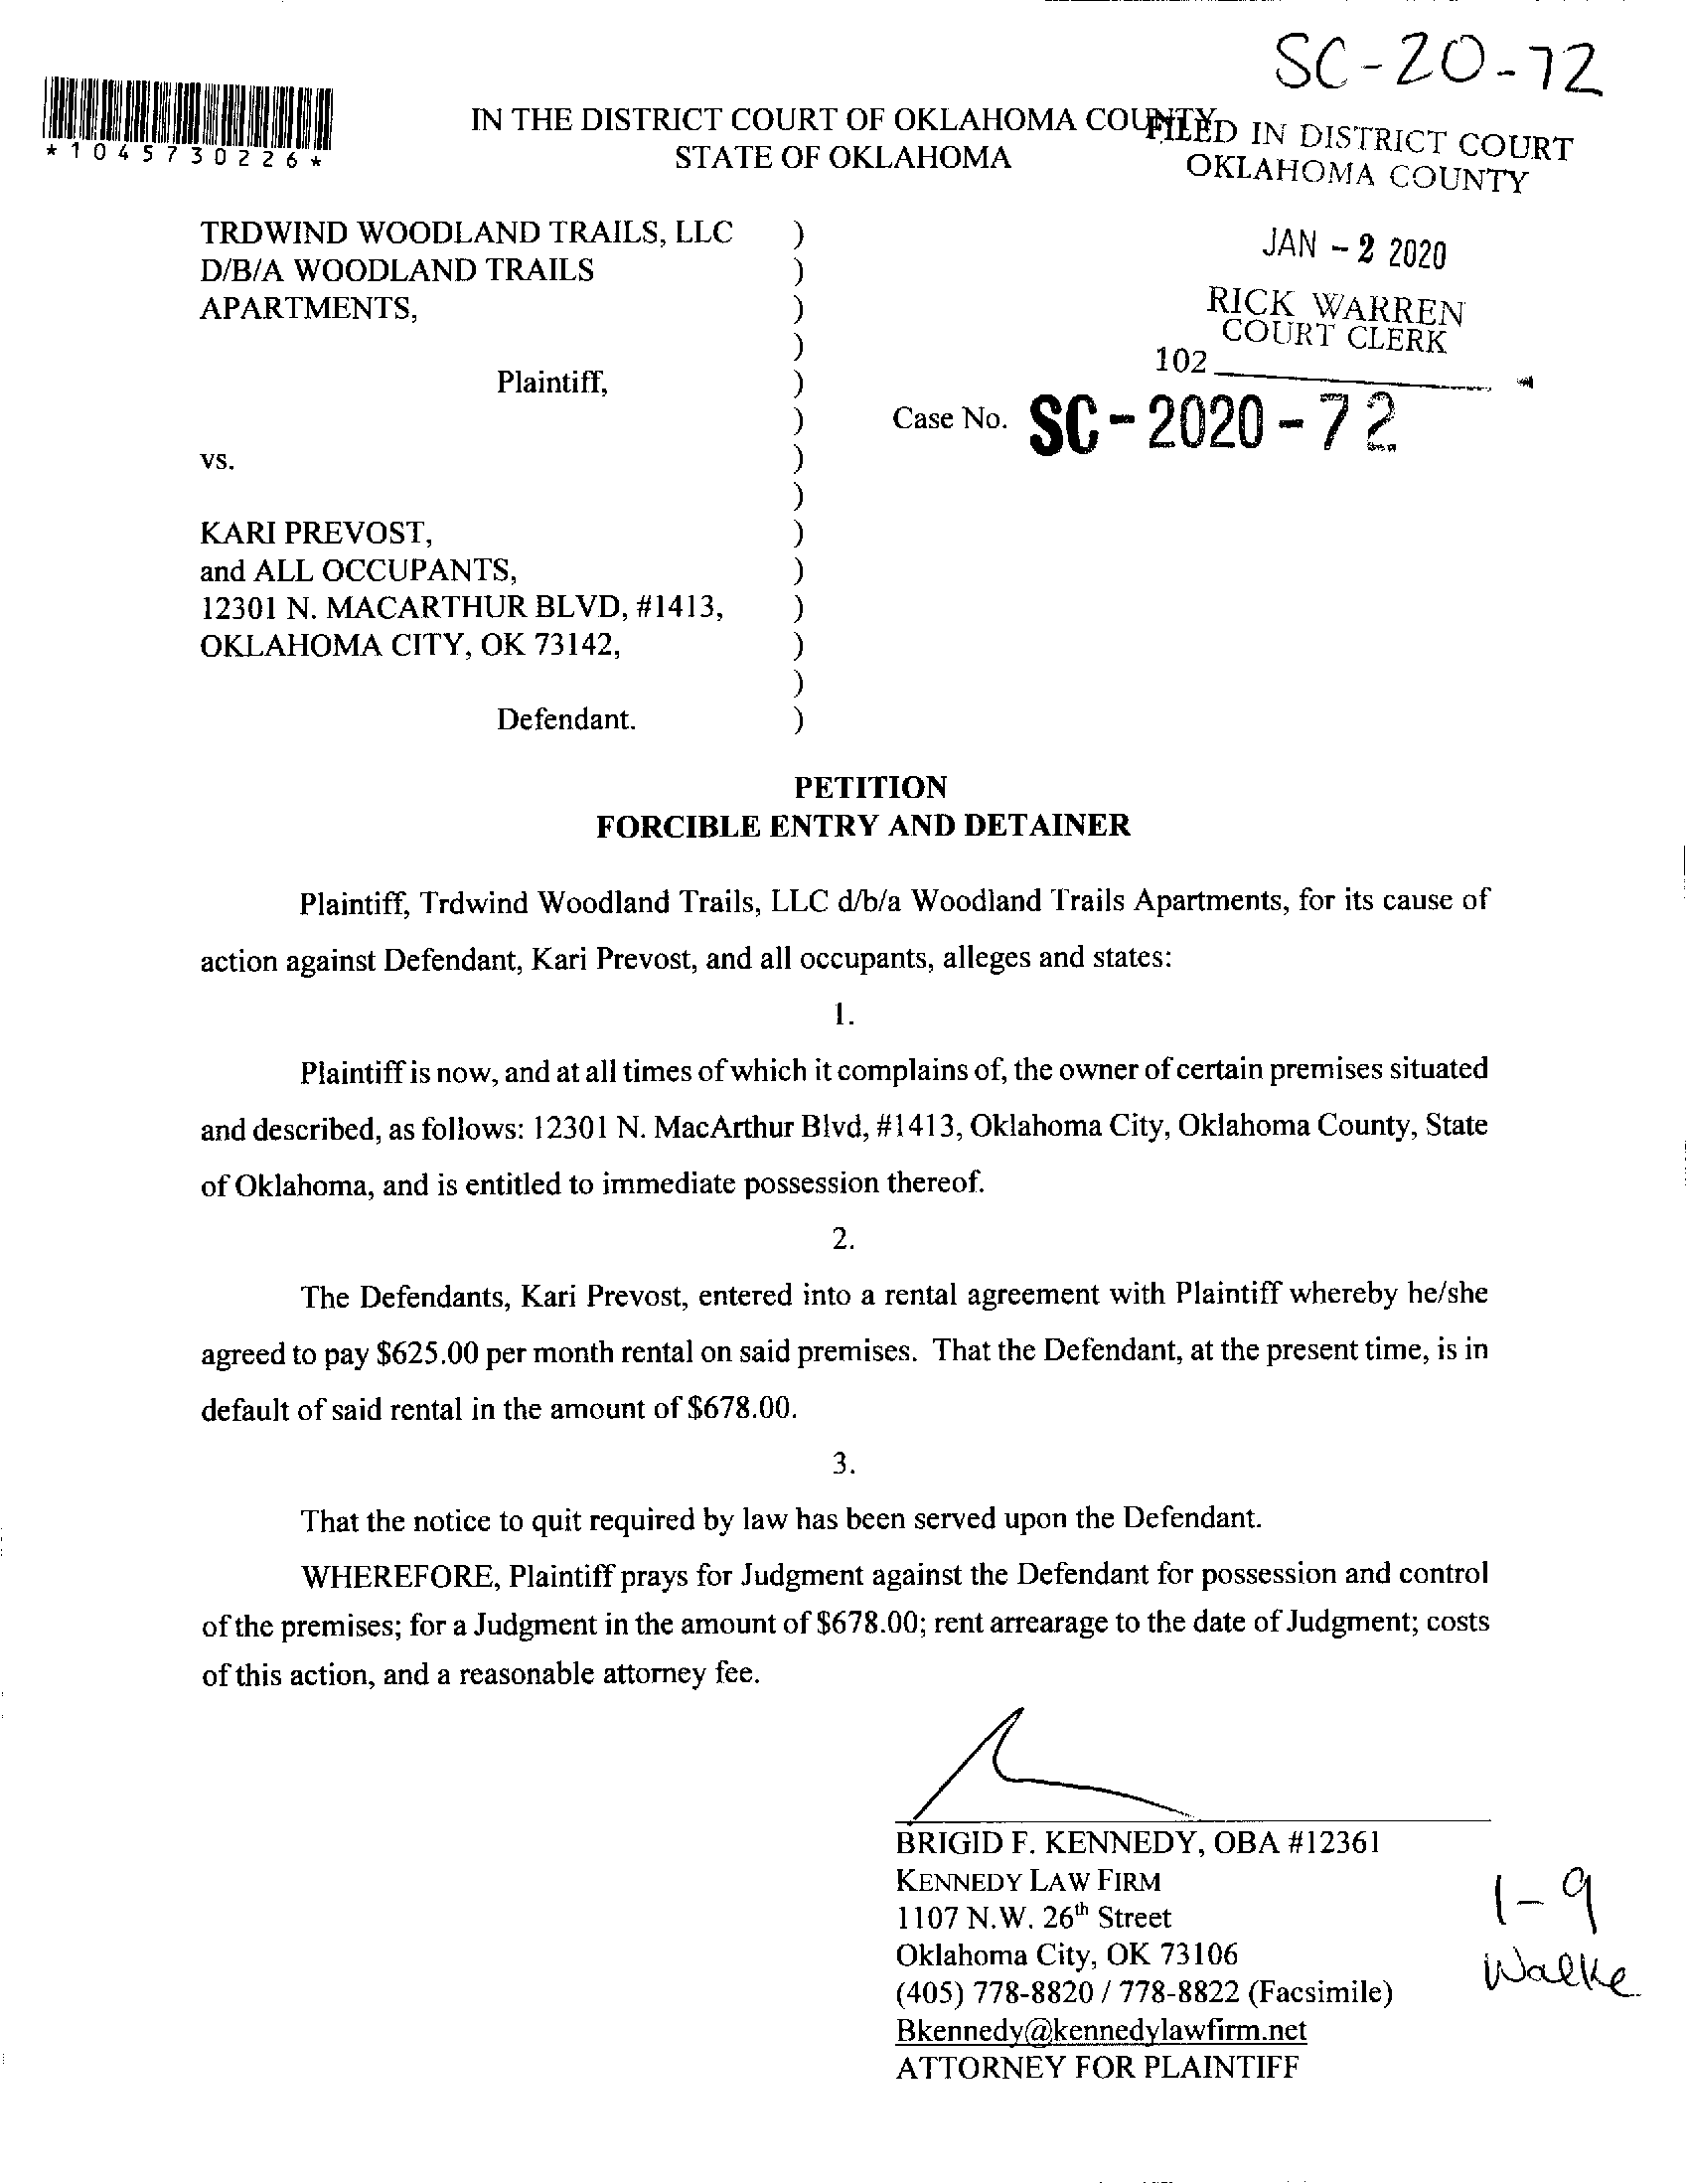 SC-20-72
*1045730226*
IN THE DISTRICT COURT OF OKLAHOMA COUNTY
STATE OF OKLAHOMA
FILED IN DISTRICT COURT
OKLAHOMA COUNTY
JAN - 2 2020
RICK WARREN
COURT CLERK
102
TRDWIND WOODLAND TRAILS, LLC )
D/B/A WOODLAND TRAILS )
APARTMENTS, )
)
Plaintiff, )
) Case No. SC-2020-72
vs. )
)
KARI PREVOST, )
and ALL OCCUPANTS, )
12301 N. MACARTHUR BLVD, #1413, )
OKLAHOMA CITY, OK 73142, )
)
Defendant. )
PETITION
FORCIBLE ENTRY AND DETAINER
Plaintiff, Trdwind Woodland Trails, LLC d/b/a Woodland Trails Apartments, for its cause of
action against Defendant, Kari Prevost, and all occupants, alleges and states:
1.
Plaintiff is now, and at all times of which it complains of, the owner of certain premises situated
and described, as follows: 12301 N. MacArthur Blvd, #1413, Oklahoma City, Oklahoma County, State
of Oklahoma, and is entitled to immediate possession thereof.
2.
The Defendants, Kari Prevost, entered into a rental agreement with Plaintiff whereby he/she
agreed to pay $625.00 per month rental on said premises. That the Defendant, at the present time, is in
default of said rental in the amount of $678.00.
3.
That the notice to quit required by law has been served upon the Defendant.
WHEREFORE, Plaintiff prays for Judgment against the Defendant for possession and control
of the premises; for a Judgment in the amount of $678.00; rent arrearage to the date of Judgment; costs
of this action, and a reasonable attorney fee.
BRIGID F. KENNEDY, OBA #12361
KENNEDY LAW FIRM
1107 N.W. 26th Street
Oklahoma City, OK 73106
(405) 778-8820 / 778-8822 (Facsimile)
Bkennedy@kennedylawfirm.net
ATTORNEY FOR PLAINTIFF
1-9
Walke